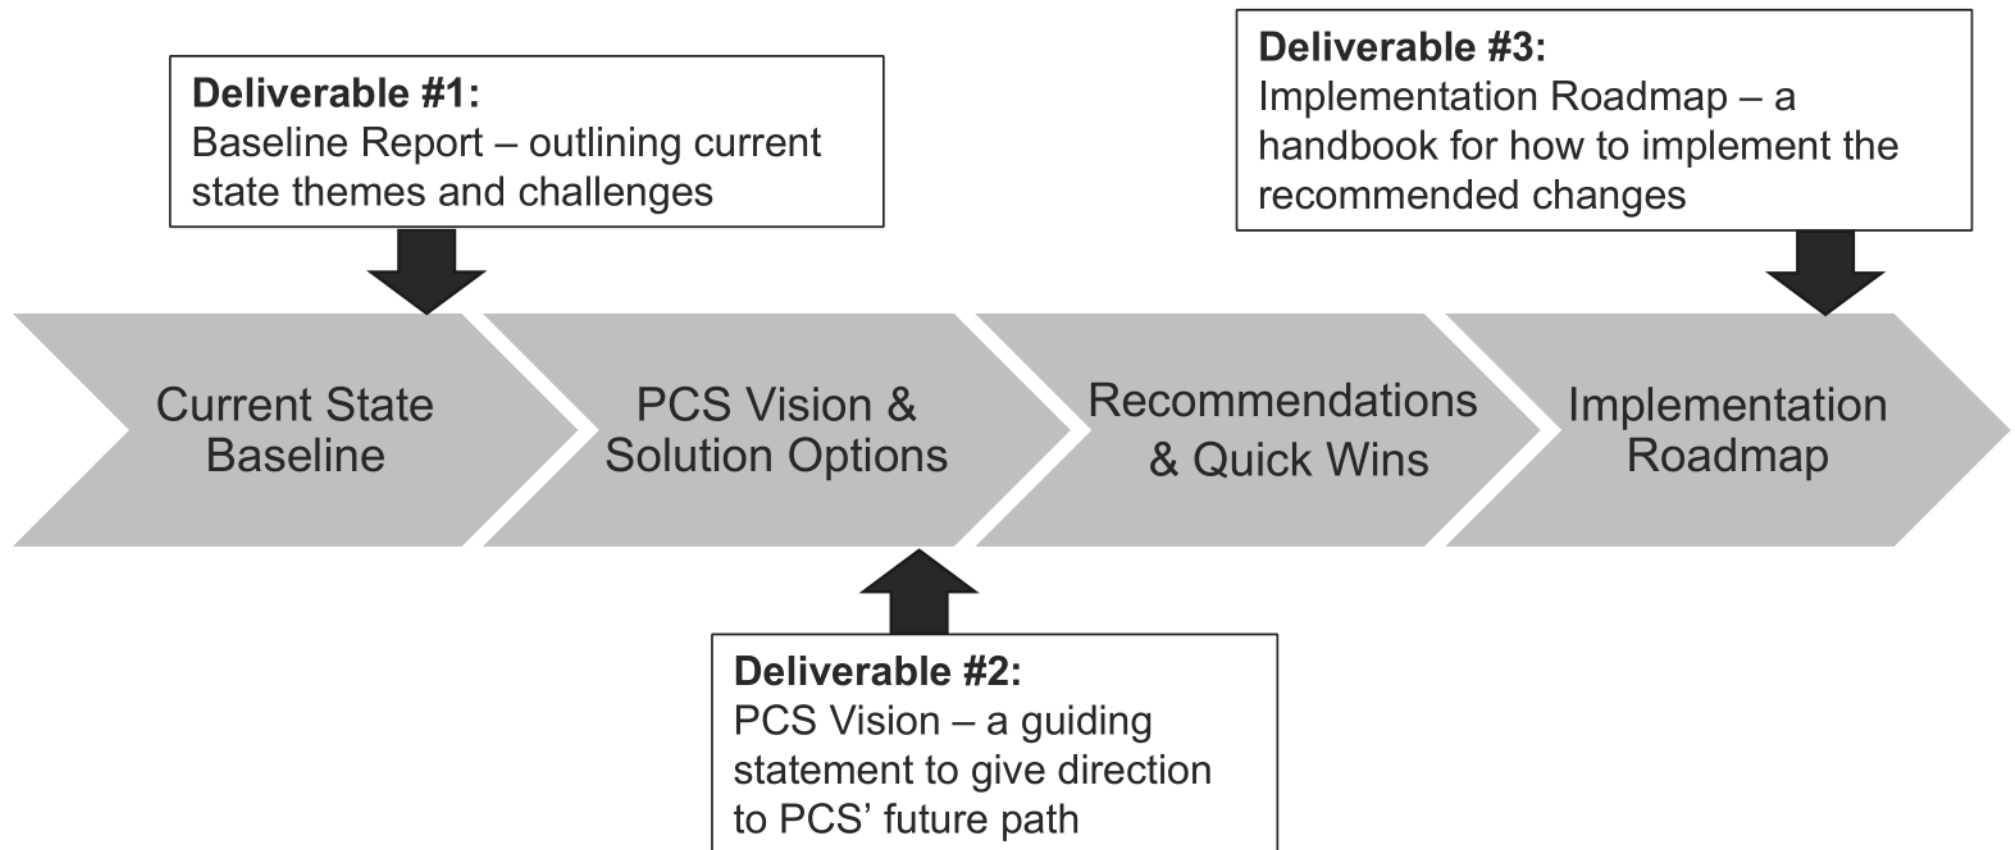 Deliverable #1:
Baseline Report – outlining current
state themes and challenges
Deliverable #3:
Implementation Roadmap – a
handbook for how to implement the
recommended changes
Current State
Baseline
PCS Vision &
Solution Options
Recommendations
& Quick Wins
Implementation
Roadmap
Deliverable #2:
PCS Vision – a guiding
statement to give direction
to PCS’ future path